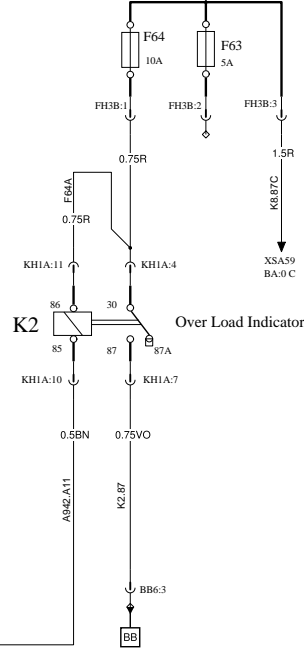 F64
F63
10A
5A
FH3B:1
FH3B:2
FH3B:3
0.75R
1.5R
F64A
K8.87C
0.75R
XSA59
BA:0 C
KH1A:11
KH1A:4
86
30
K2
Over Load Indicator
85
87
87A
KH1A:10
KH1A:7
0.5BN
0.75VO
A942.A11
K2.87
BB6:3
BB